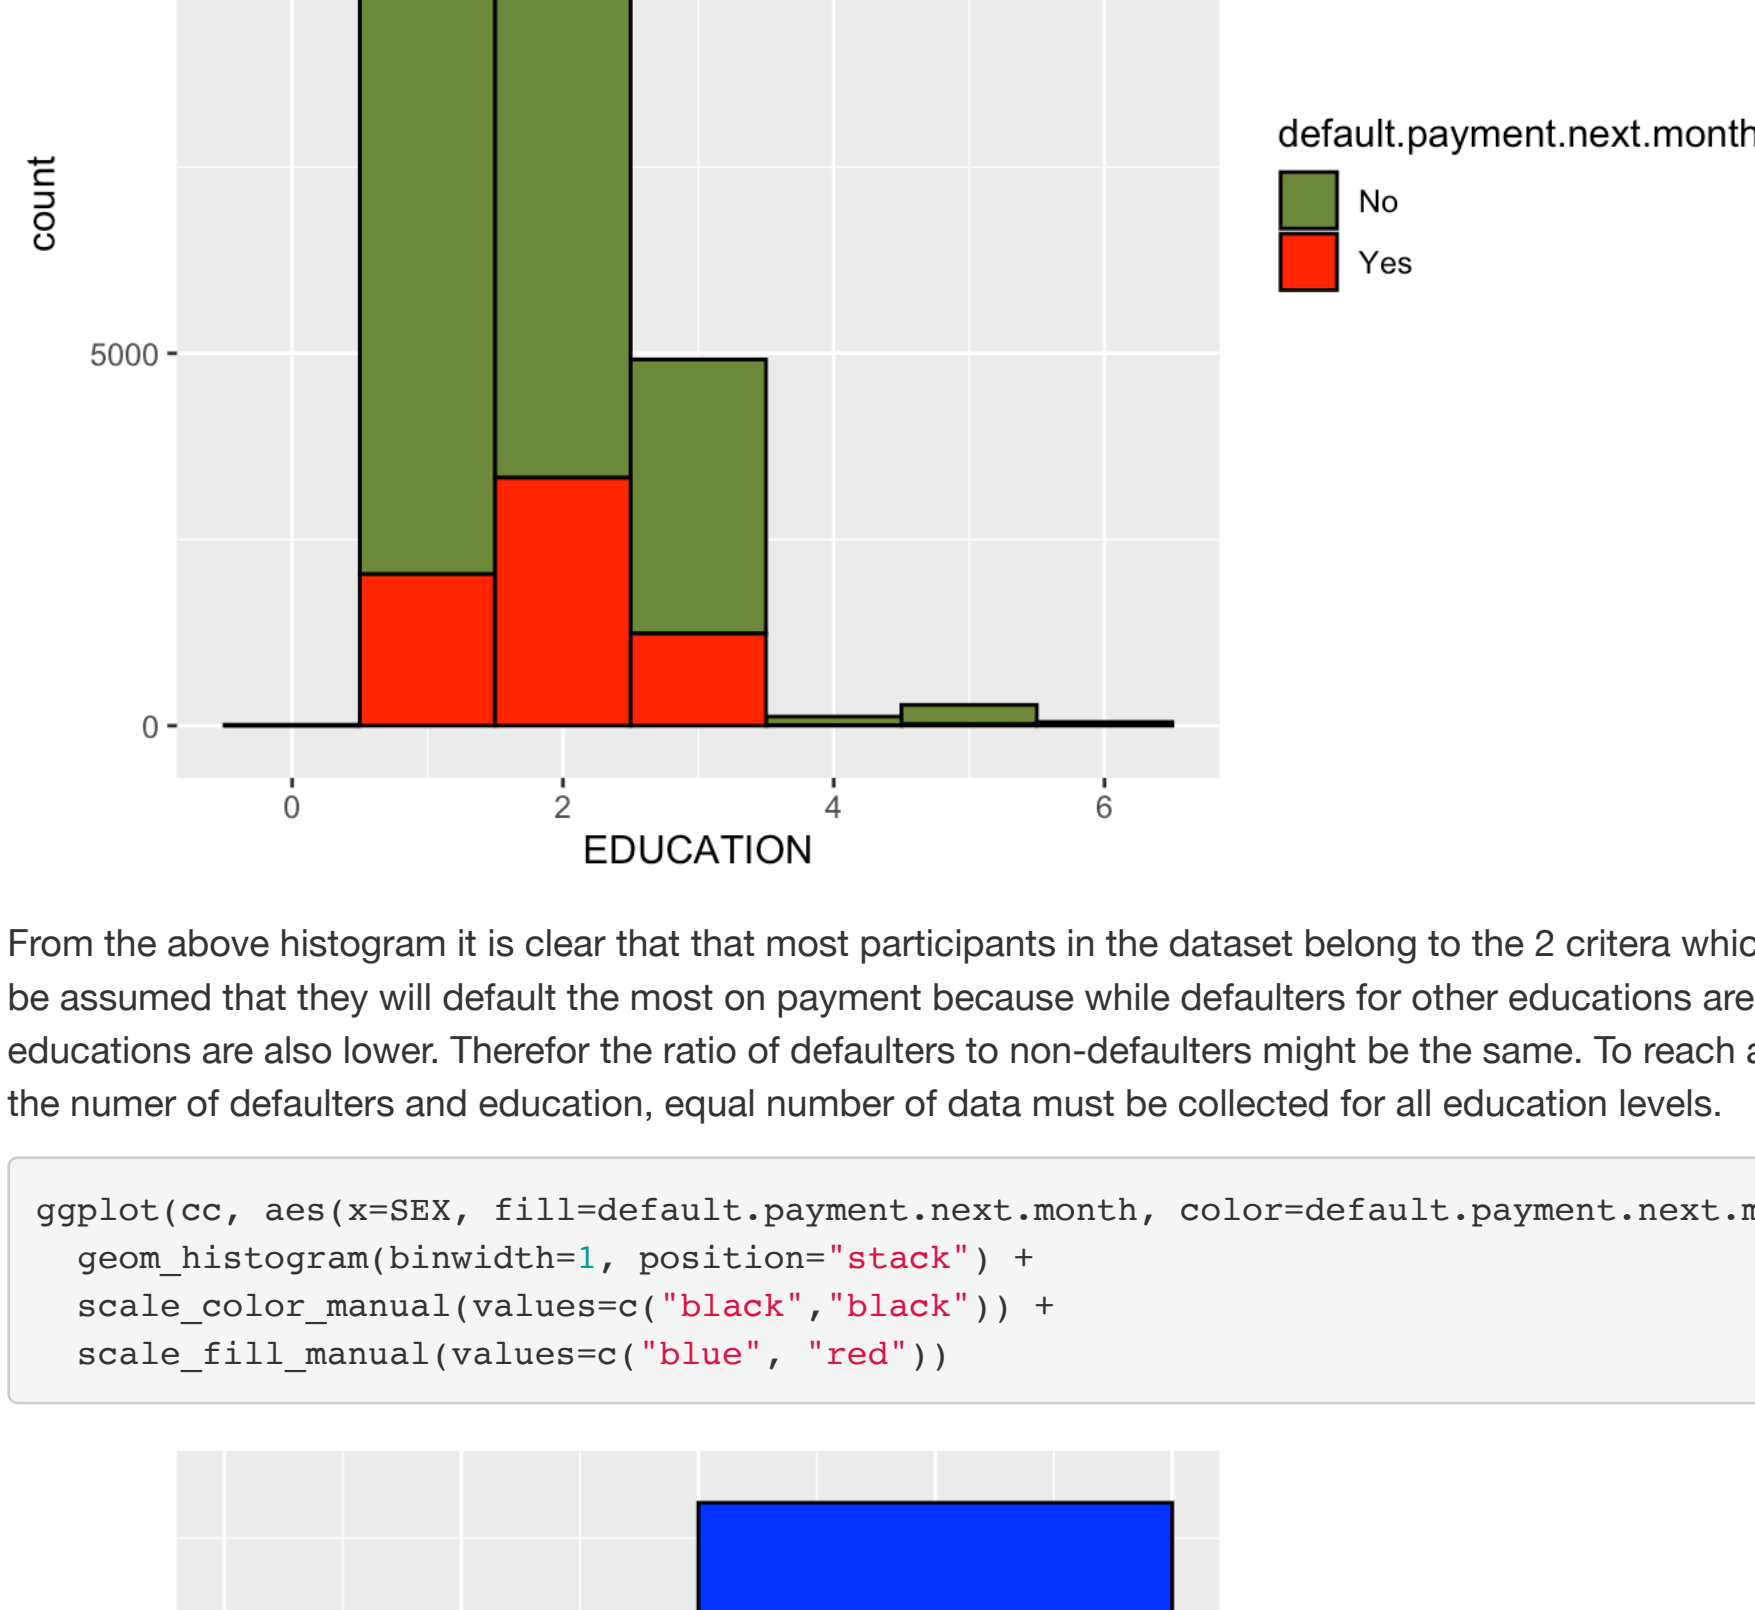 count
default.payment.next.month
No
Yes
5000
0
0 2 4 6
EDUCATION
From the above histogram it is clear that that most participants in the dataset belong to the 2 critera
be assumed that they will default the most on payment because while defaulters for other educations are
educations are also lower. Therefor the ratio of defaulters to non-defaulters might be the same. To reach a
the numer of defaulters and education, equal number of data must be collected for all education levels.
ggplot(cc, aes(x=SEX, fill=default.payment.next.month, color=default.payment.next.m
geom_histogram(binwidth=1, position="stack") +
scale_color_manual(values=c("black","black")) +
scale_fill_manual(values=c("blue", "red"))